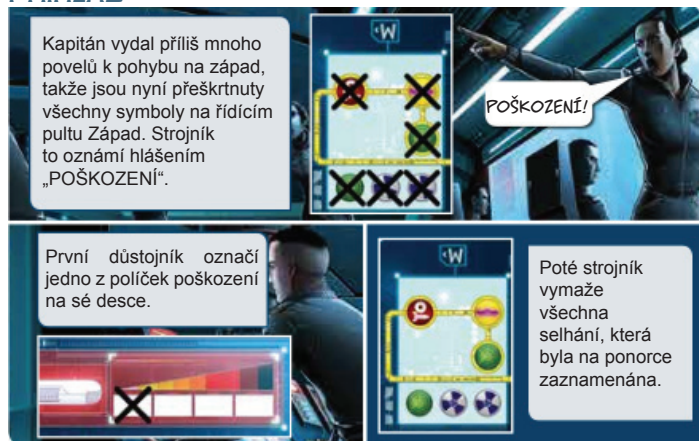 Kapitán vydal příliš mnoho
povelů k pohybu na západ,
takže jsou nyní přeškrtnuty
všechny symboly na řídícím
pultu Západ. Strojník
to oznámí hlášením
„POŠKOZENÍ“.
W
POŠKOZENÍ!
První důstojník označí
jedno z políček poškození
na sé desce.
W
Poté strojník
vymaže
všechna
selhání, která
byla na ponorce
zaznamenána.